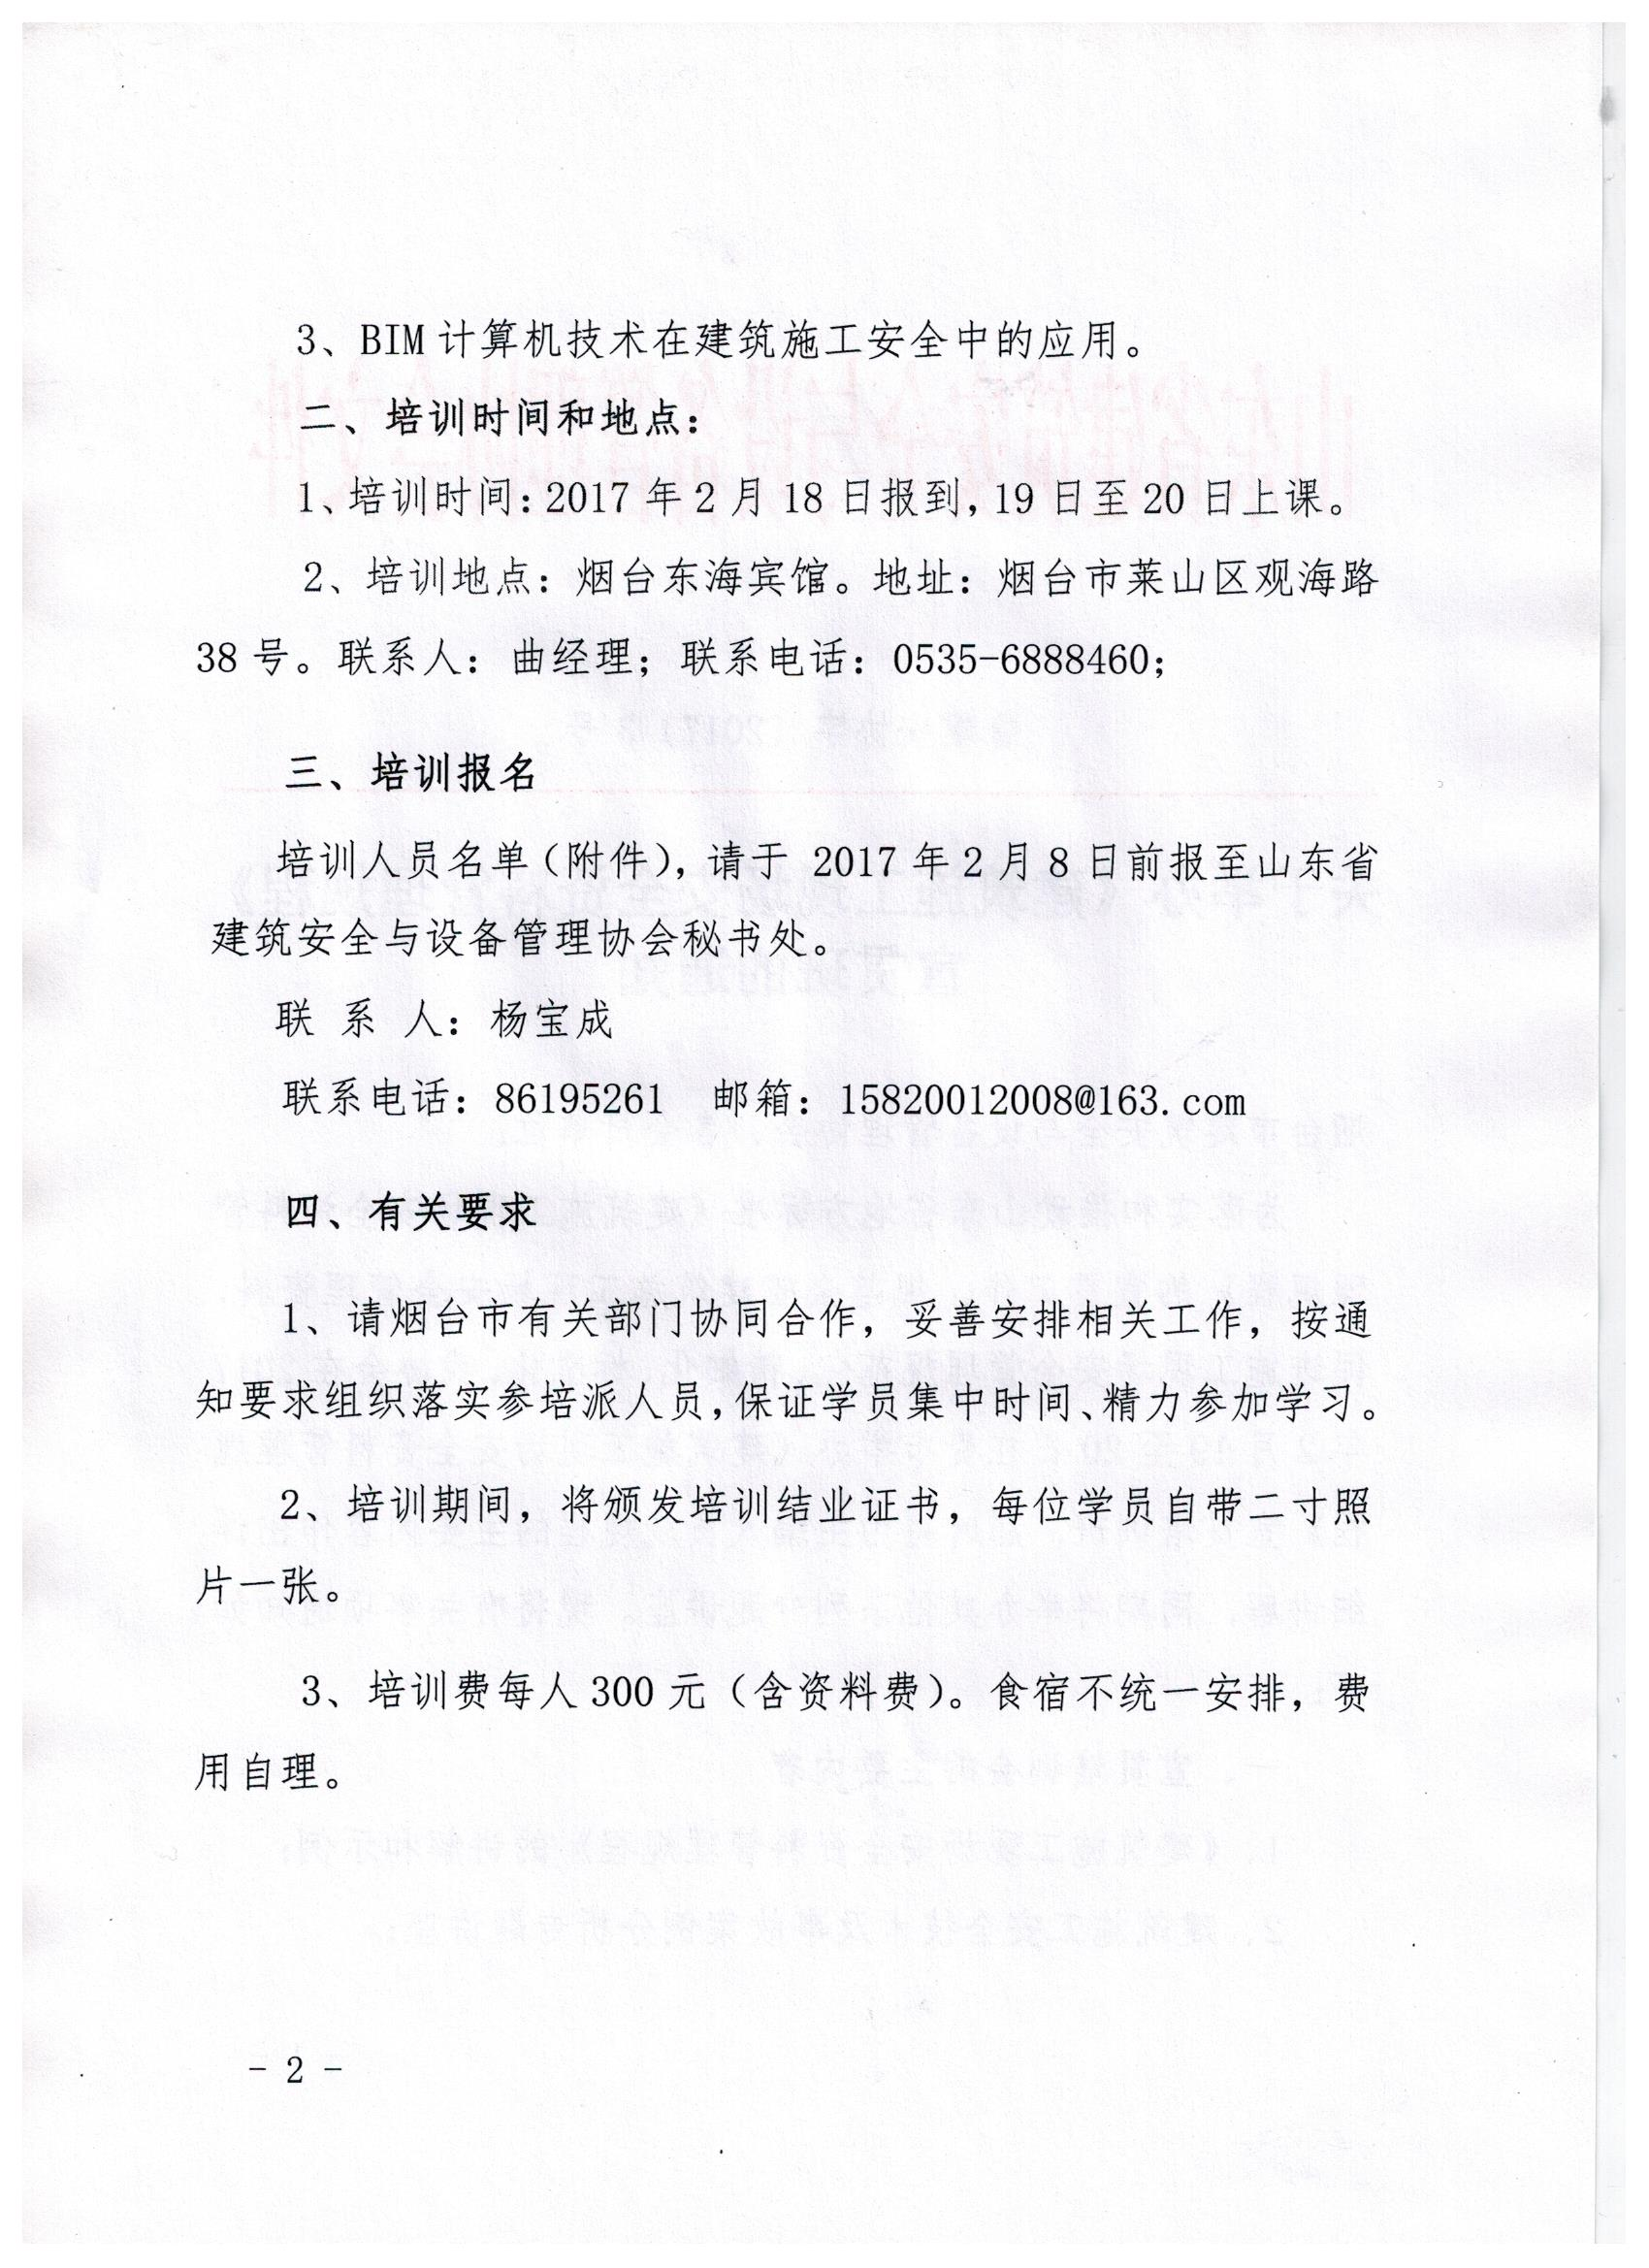 3、BIM 计算机技术在建筑施工安全中的应用。
二、培训时间和地点：
1、培训时间：2017 年 2 月 18 日报到，19 日至 20 日上课。
2、培训地点：烟台东海宾馆。地址：烟台市莱山区观海路
38 号。联系人：曲经理；联系电话：0535-6888460；
三、培训报名
培训人员名单（附件），请于 2017 年 2 月 8 日前报至山东省
建筑安全与设备管理协会秘书处。
联 系 人：杨宝成
联系电话：86195261 邮箱：15820012008@163.com
四、有关要求
1、请烟台市有关部门协同合作，妥善安排相关工作，按通
知要求组织落实参培派人员，保证学员集中时间、精力参加学习。
2、培训期间，将颁发培训结业证书，每位学员自带二寸照
片一张。
3、培训费每人 300 元（含资料费）。食宿不统一安排，费
用自理。
- 2 -